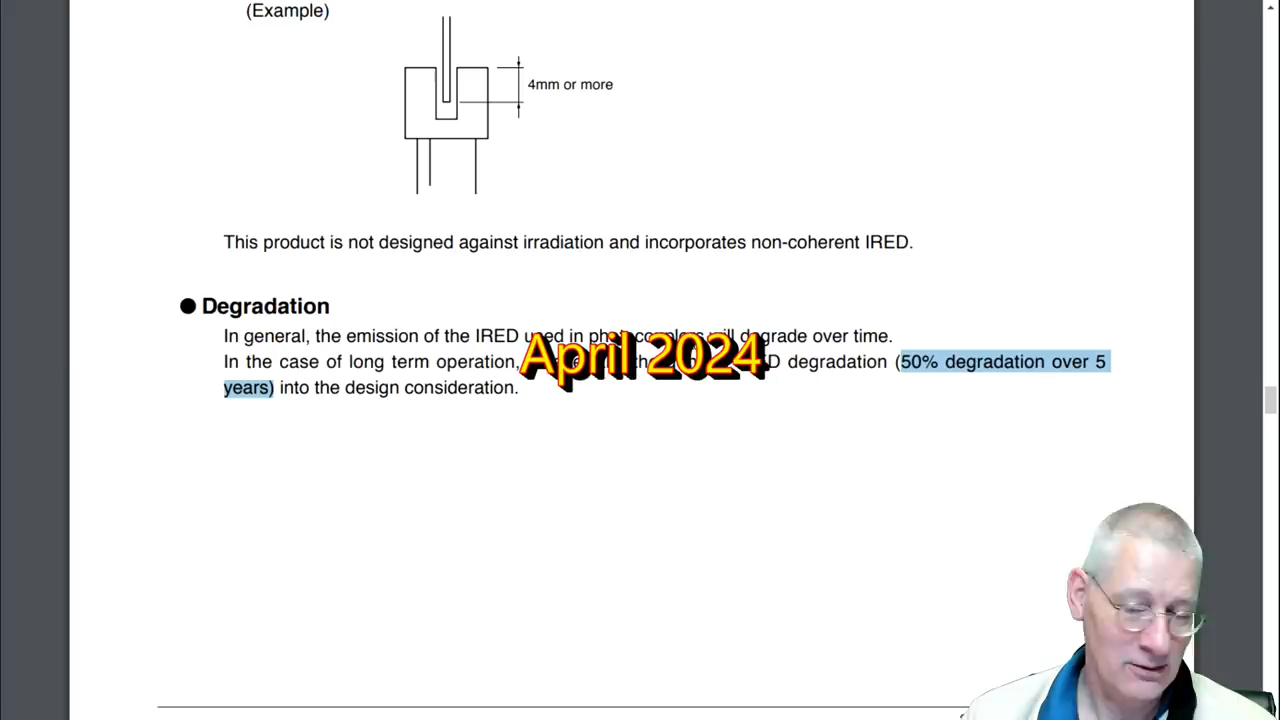 (Example)
4mm or more
This product is not designed against irradiation and incorporates non-coherent IRED.
● Degradation
In general, the emission of the IRED used in photocouplers will degrade over time.
In the case of long term operation, IRED degradation (50% degradation over 5
years) into the design consideration.
April 2024